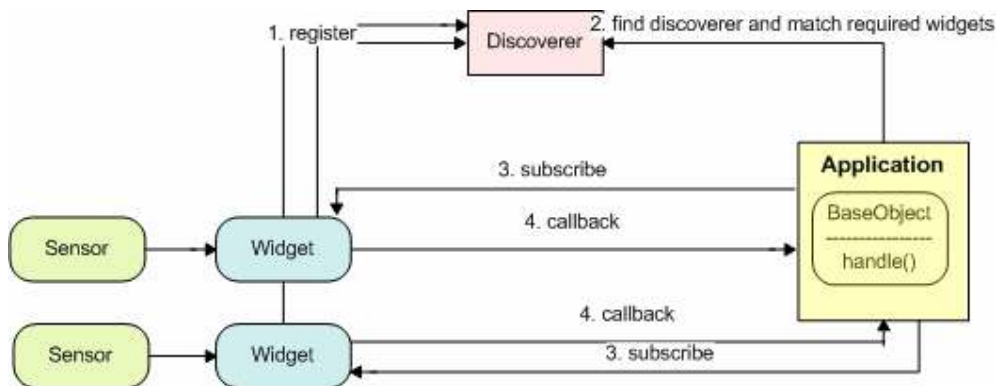 1. register
Discoverer
2. find discoverer and match required widgets
Application
3. subscribe
BaseObject
------------------
handle()
4. callback
Sensor
Widget
4. callback
3. subscribe
Sensor
Widget